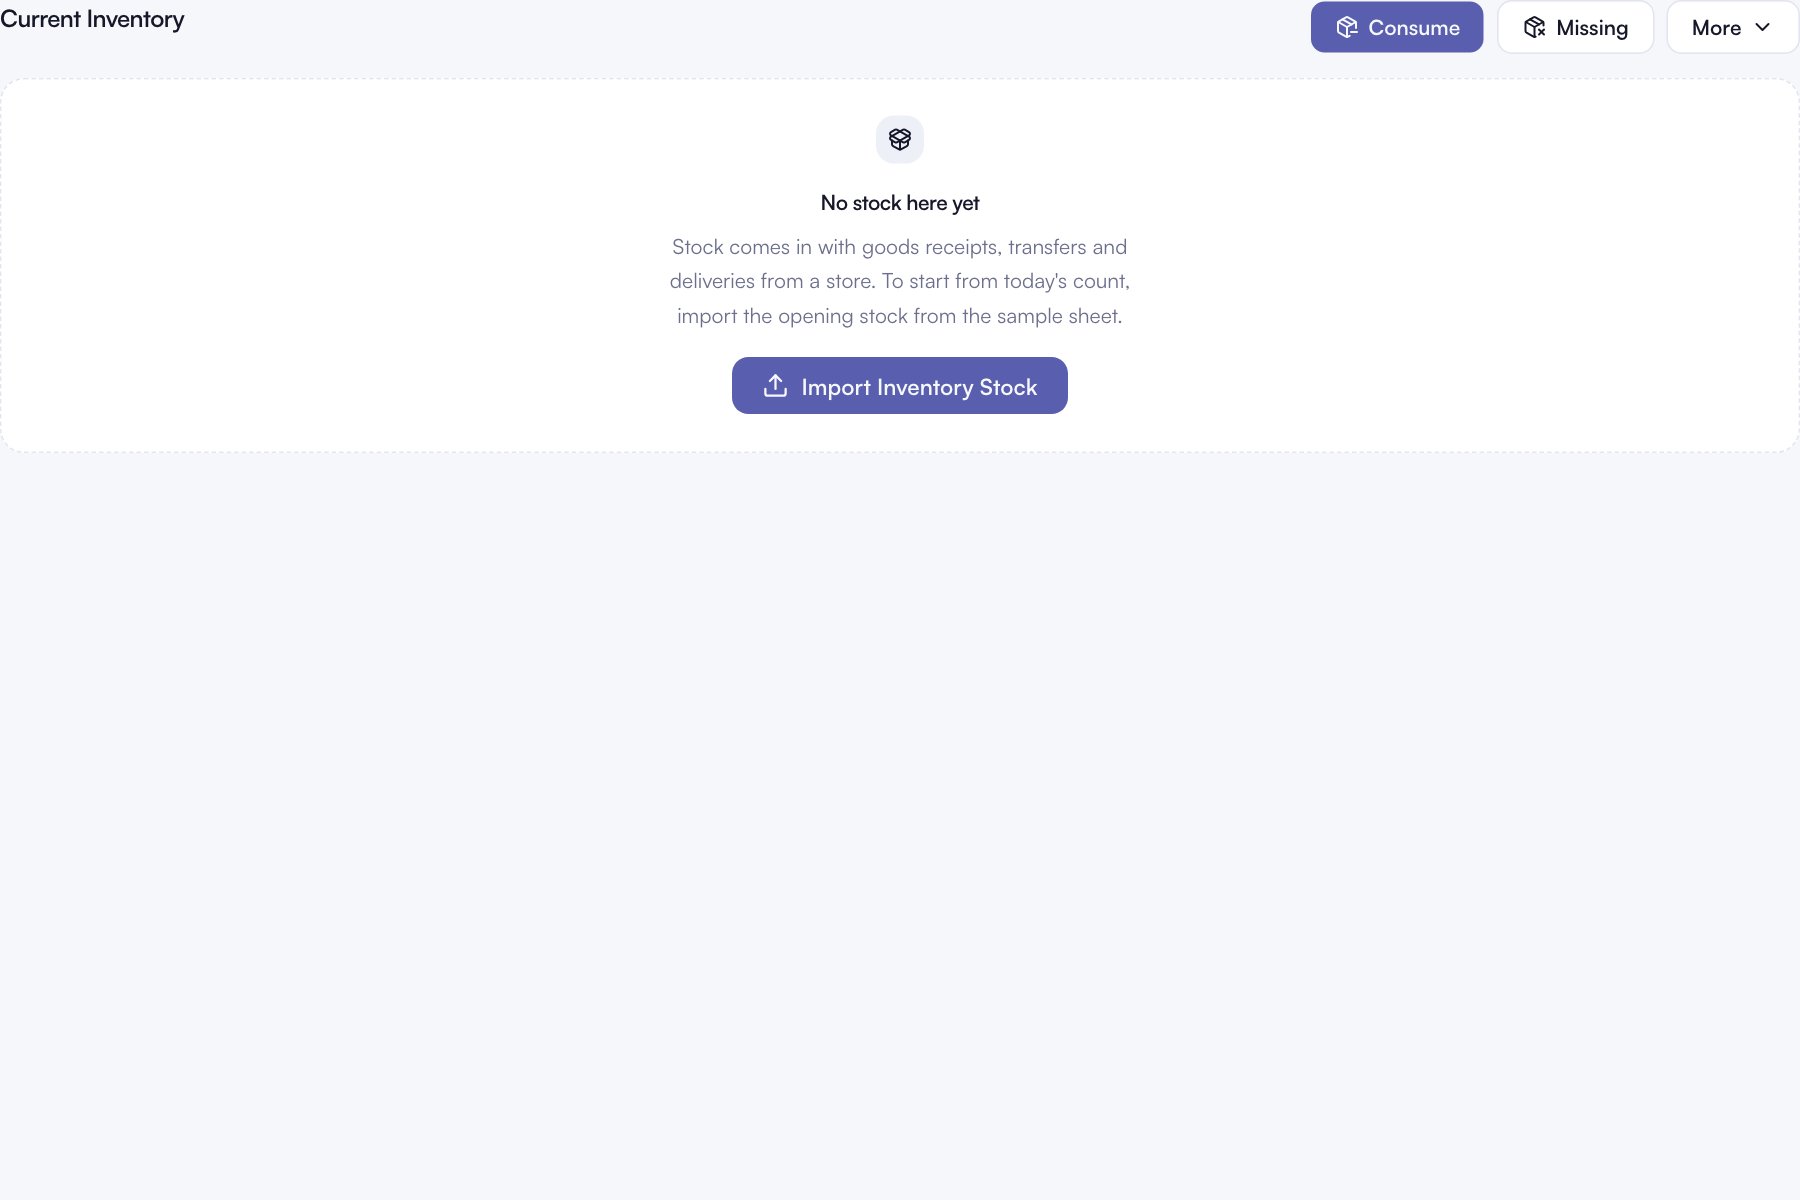 Current Inventory
Consume
Missing
More
No stock here yet
Stock comes in with goods receipts, transfers and
deliveries from a store. To start from today's count,
import the opening stock from the sample sheet.
Import Inventory Stock